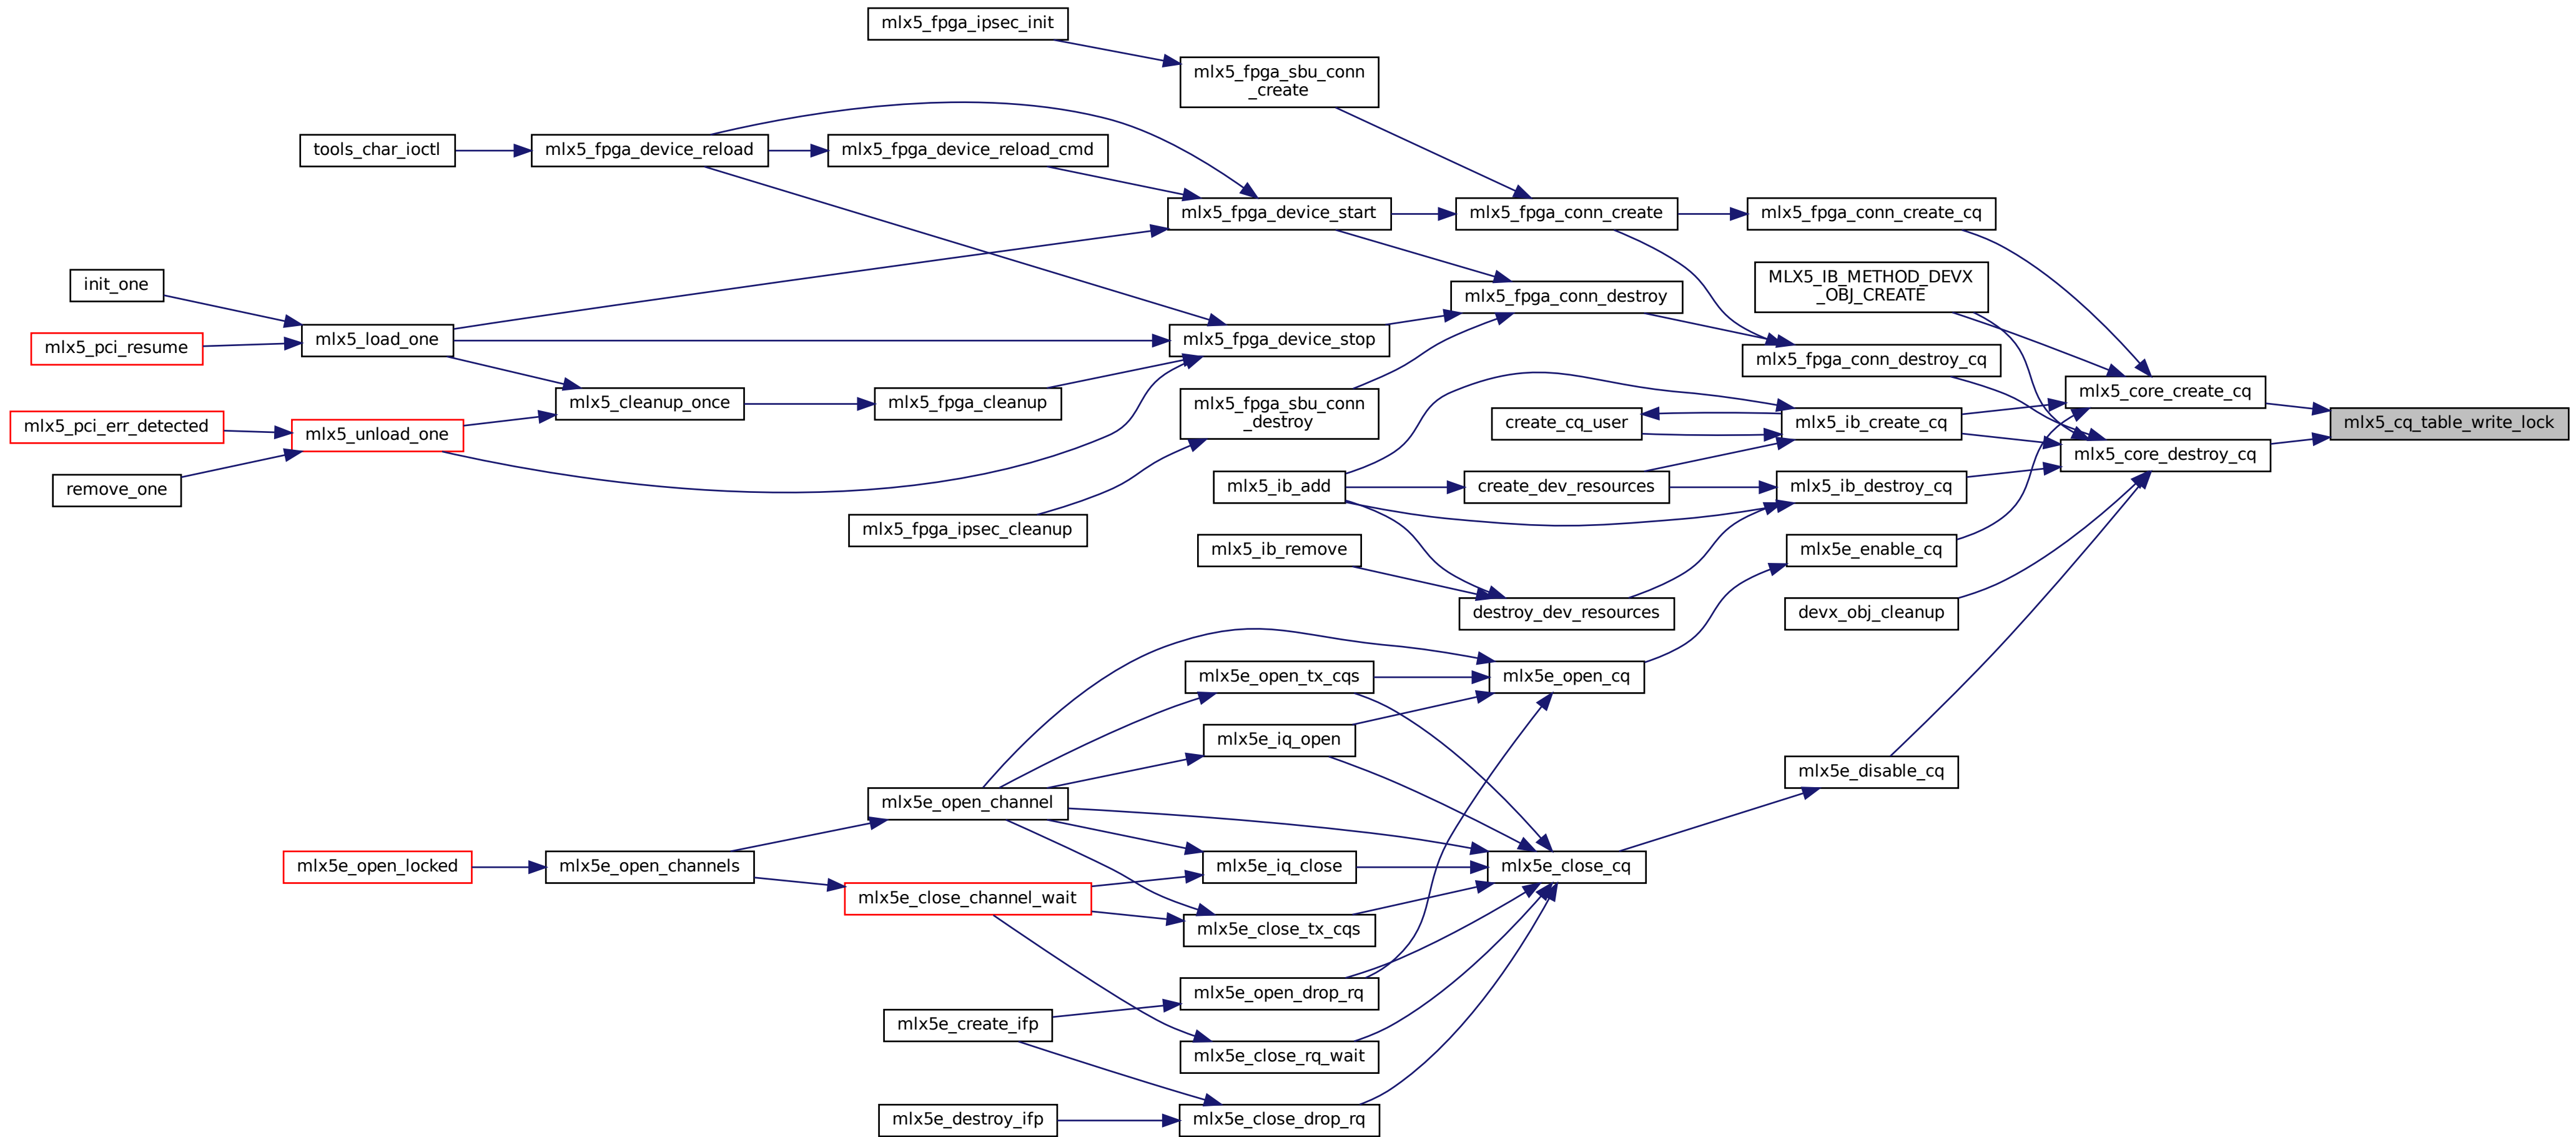 mlx5_fpga_ipsec_init
mlx5_fpga_sbu_conn
_create
tools_char_ioctl
mlx5_fpga_device_reload
mlx5_fpga_device_reload_cmd
mlx5_fpga_device_start
mlx5_fpga_conn_create
mlx5_fpga_conn_create_cq
init_one
MLX5_IB_METHOD_DEVX
_OBJ_CREATE
mlx5_fpga_conn_destroy
mlx5_pci_resume
mlx5_load_one
mlx5_fpga_device_stop
mlx5_fpga_conn_destroy_cq
mlx5_core_create_cq
mlx5_cleanup_once
mlx5_fpga_cleanup
mlx5_fpga_sbu_conn
_destroy
create_cq_user
mlx5_ib_create_cq
mlx5_cq_table_write_lock
mlx5_pci_err_detected
mlx5_unload_one
mlx5_core_destroy_cq
remove_one
mlx5_ib_add
create_dev_resources
mlx5_ib_destroy_cq
mlx5_fpga_ipsec_cleanup
mlx5_ib_remove
mlx5e_enable_cq
destroy_dev_resources
devx_obj_cleanup
mlx5e_open_tx_cqs
mlx5e_open_cq
mlx5e_iq_open
mlx5e_disable_cq
mlx5e_open_channel
mlx5e_open_locked
mlx5e_open_channels
mlx5e_iq_close
mlx5e_close_cq
mlx5e_close_channel_wait
mlx5e_close_tx_cqs
mlx5e_open_drop_rq
mlx5e_create_ifp
mlx5e_close_rq_wait
mlx5e_destroy_ifp
mlx5e_close_drop_rq